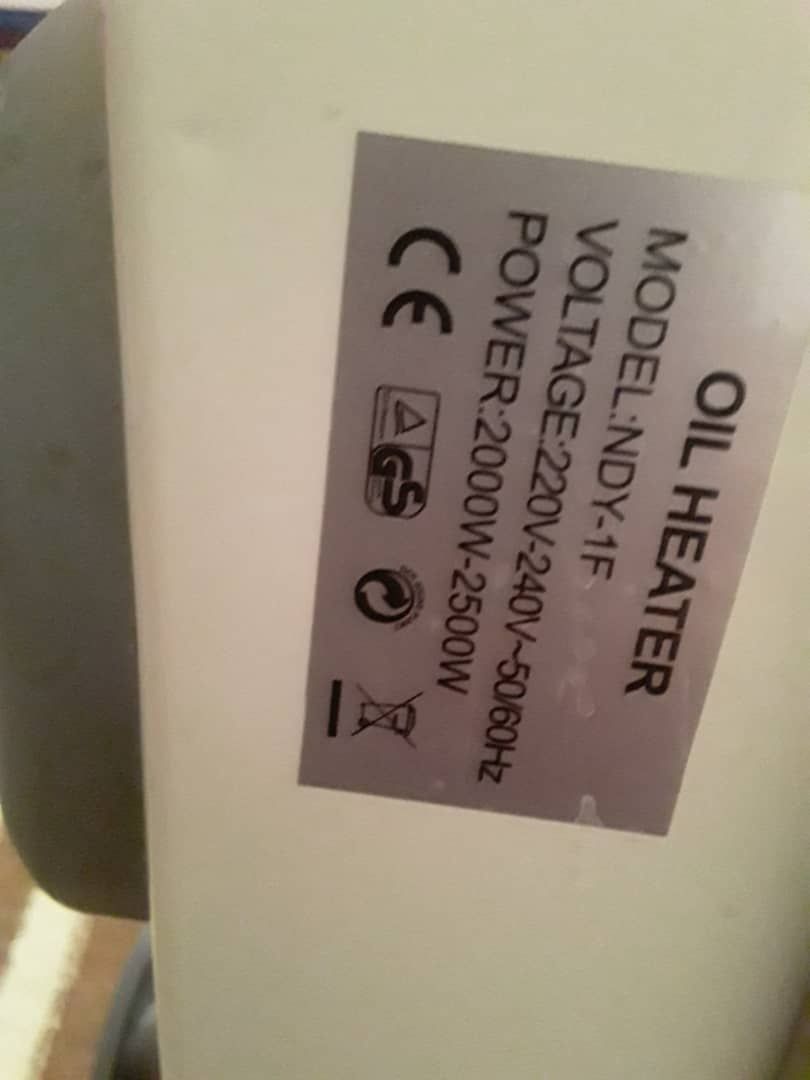 OIL HEATER
MODEL:NDY-1F
VOLTAGE:220V-240V~50/60Hz
POWER:2000W-2500W
CE GS